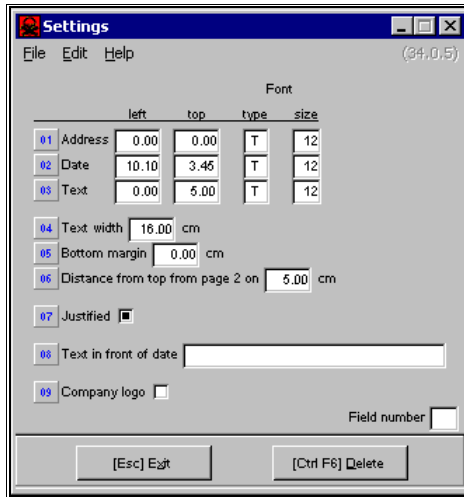 Settings
File Edit Help (34.0.5)
Font
left top type size
01 Address 0.00 0.00 T 12
02 Date 10.10 3.45 T 12
03 Text 0.00 5.00 T 12
04 Text width 16.00 cm
05 Bottom margin 0.00 cm
06 Distance from top from page 2 on 5.00 cm
07 Justified
08 Text in front of date
09 Company logo
Field number
[Esc] Exit [Ctrl F6] Delete